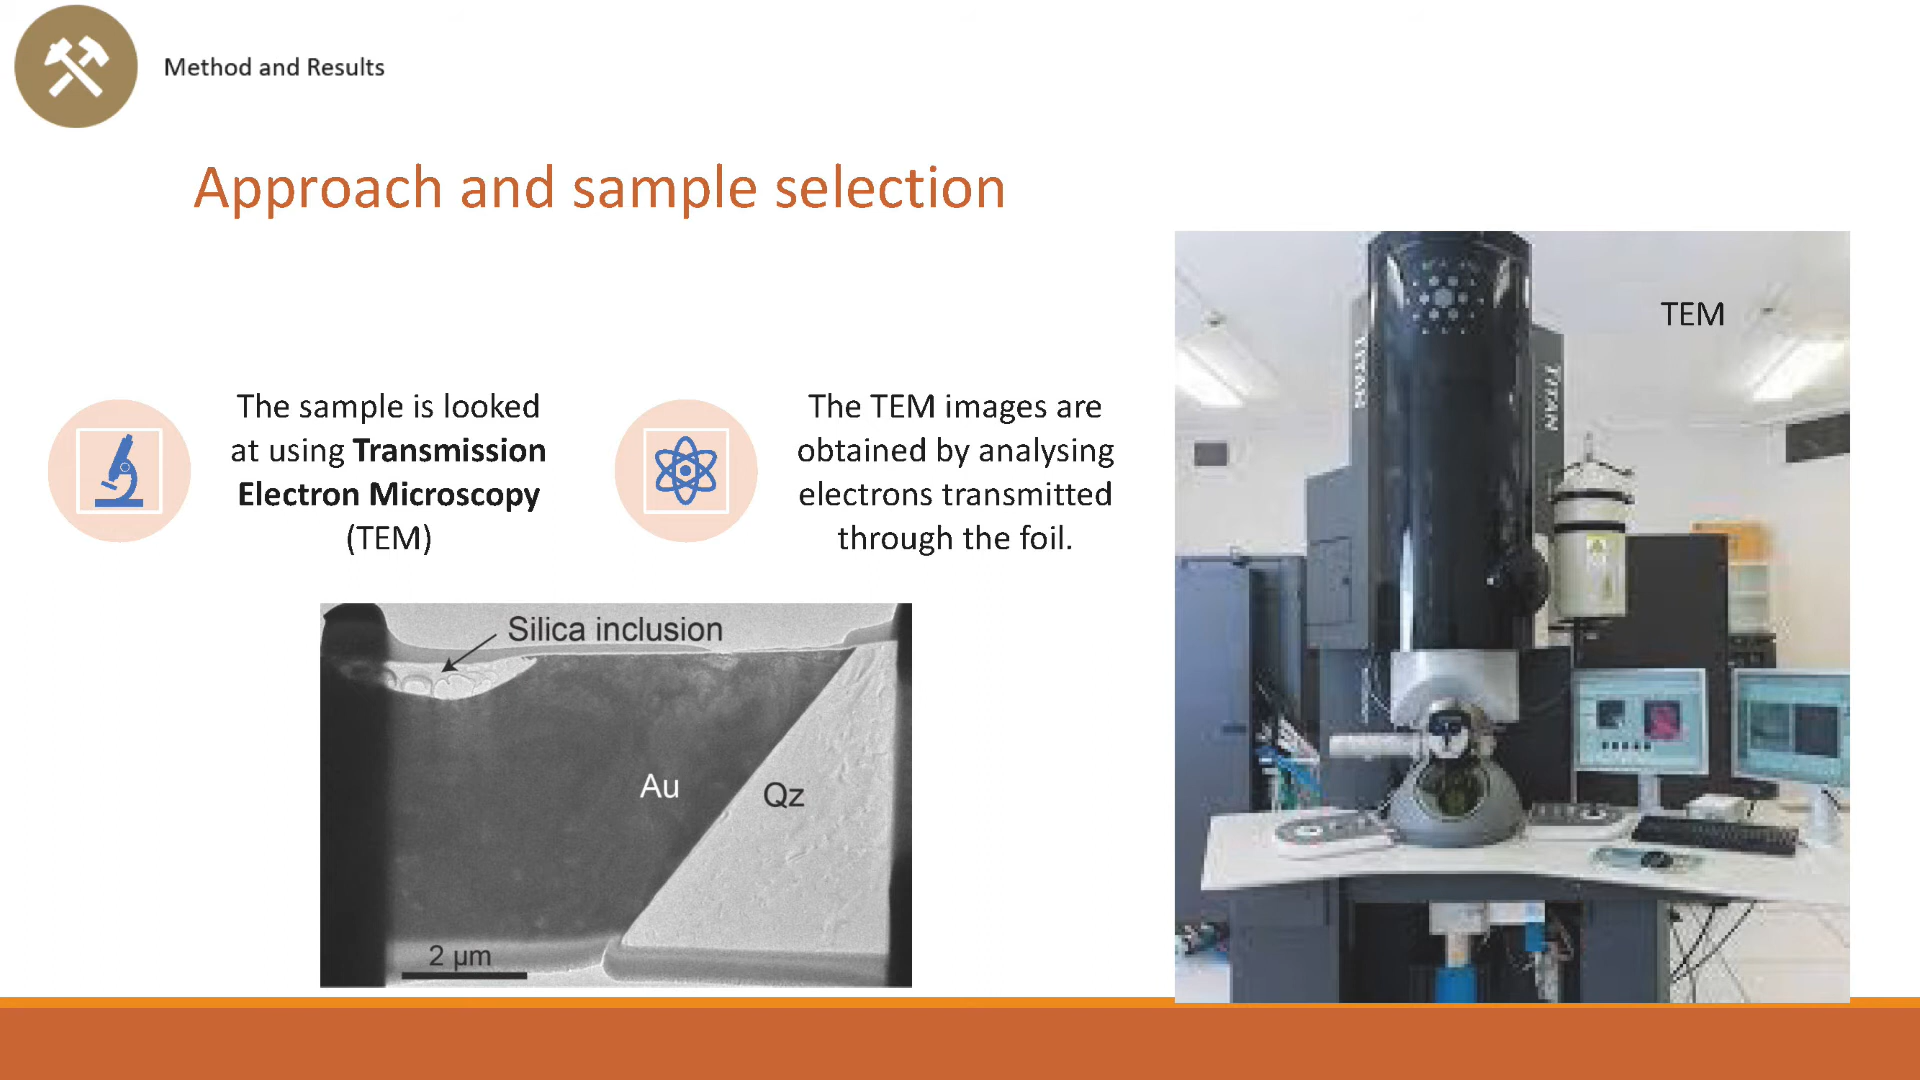 Method and Results
Approach and sample selection
The sample is looked
at using Transmission
Electron Microscopy
(TEM)
The TEM images are
obtained by analysing
electrons transmitted
through the foil.
Silica inclusion
Au
Qz
2 µm
TEM
TITAN
TITAN